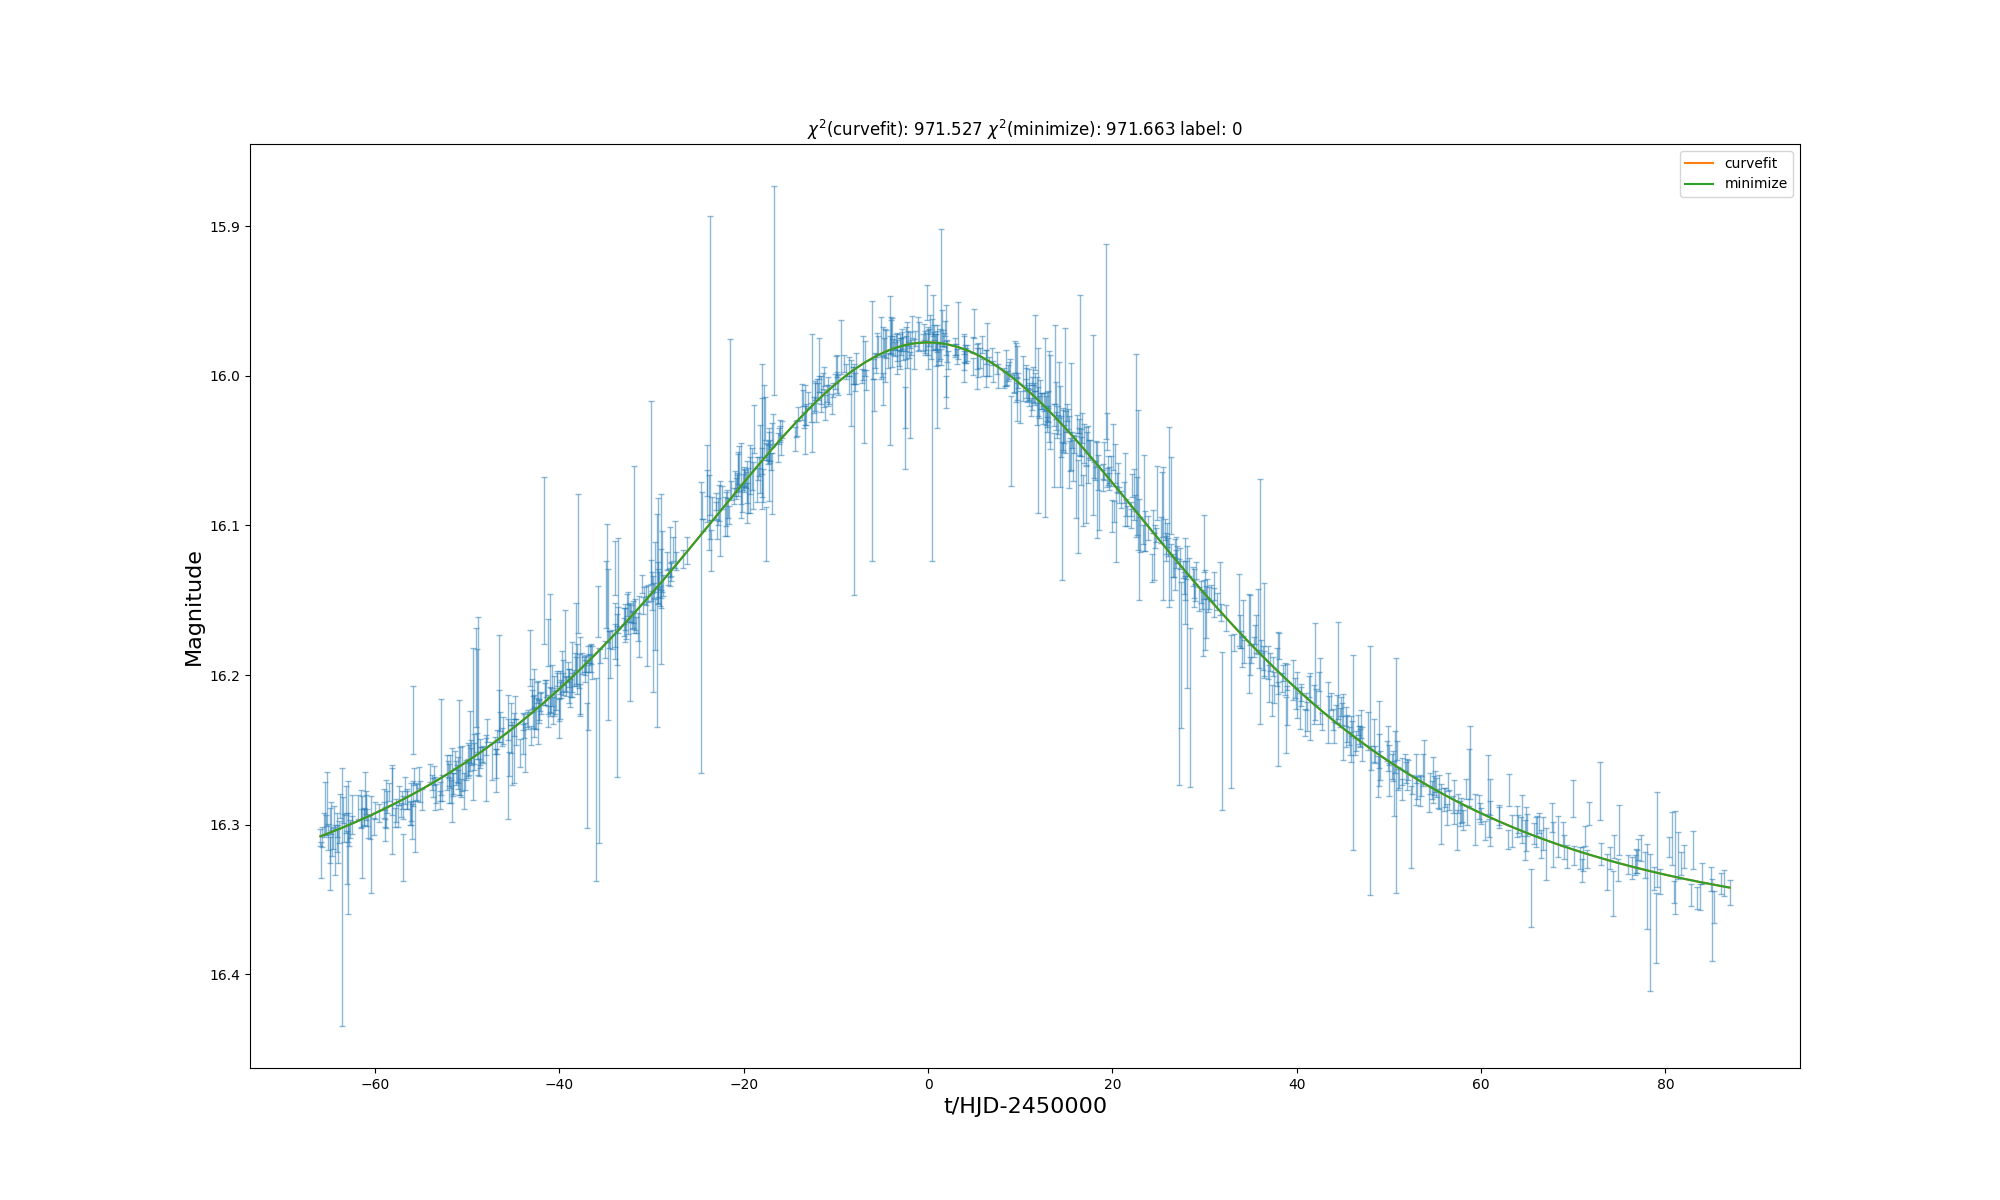 χ²(curvefit): 971.527 χ²(minimize): 971.663 label: 0
curvefit
minimize
15.9
16.0
16.1
16.2
16.3
16.4
Magnitude
−60
−40
−20
0
20
40
60
80
t/HJD-2450000